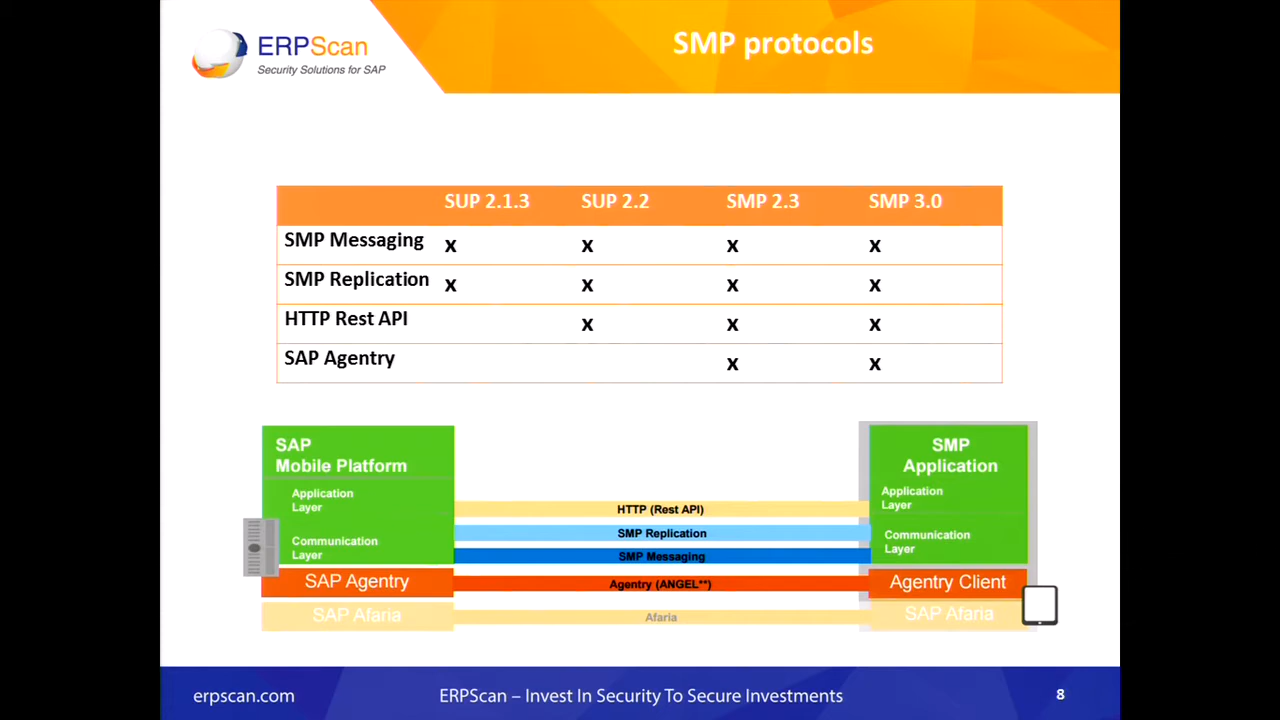 ERPScan
Security Solutions for SAP
SMP protocols
SUP 2.1.3 SUP 2.2 SMP 2.3 SMP 3.0
SMP Messaging x x x x
SMP Replication x x x x
HTTP Rest API x x x
SAP Agentry x x
SAP
Mobile Platform
Application
Layer
Communication
Layer
SAP Agentry
SAP Afaria
HTTP (Rest API)
SMP Replication
SMP Messaging
Agentry (ANGEL**)
Afaria
SMP
Application
Application
Layer
Communication
Layer
Agentry Client
SAP Afaria
erpscan.com
ERPScan – Invest In Security To Secure Investments
8